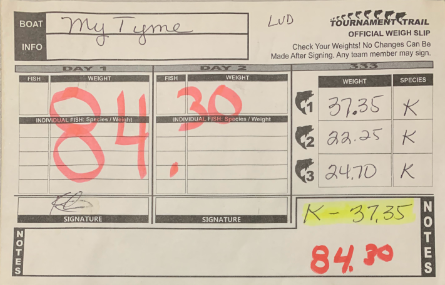 BOAT INFO My Tyme
LUD
TOURNAMENT TRAIL
OFFICIAL WEIGH SLIP
Check Your Weights! No Changes Can Be
Made After Signing. Any team member may sign.
DAY 1 DAY 2
FISH WEIGHT FISH WEIGHT WEIGHT SPECIES
84.30
1 37.35 K
INDIVIDUAL FISH: Species / Weight INDIVIDUAL FISH: Species / Weight
2 22.25 K
3 24.70 K
SIGNATURE SIGNATURE
K - 37.35
NOTES 84.30 NOTES